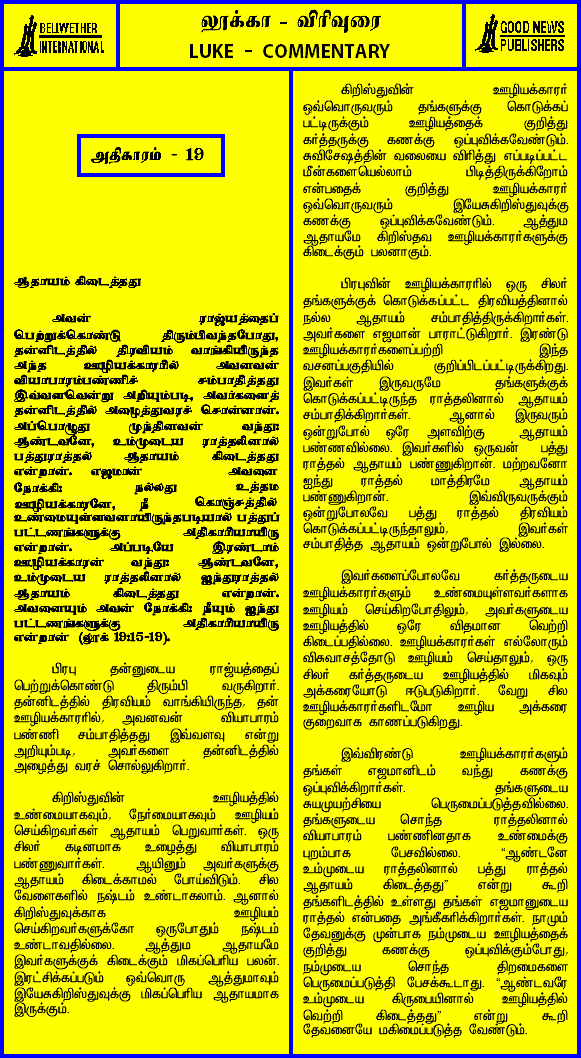 BELWETHER
INTERNATIONAL
லூக்கா - விரிவுரை
LUKE - COMMENTARY
GOOD NEWS
PUBLISHERS
அதிகாரம் - 19
ஆதாயம் கிடைத்தது
அவன் ராஜ்யத்தைப்
பெற்றுக்கொண்டு திரும்பிவந்தபோது,
தன்னிடத்தில் திரவியம் வாங்கியிருந்த
அந்த ஊழியக்காரரில் அவனவன்
வியாபாரம்பண்ணிச் சம்பாதித்தது
இவ்வளவென்று அறியும்படி, அவர்களைத்
தன்னிடத்தில் அழைத்துவரச் சொன்னான்.
அப்பொழுது முந்தினவன் வந்து:
ஆண்டவனே, உம்முடைய ராத்தலினால்
பத்துராத்தல் ஆதாயம் கிடைத்தது
என்றான். எஜமான் அவனை
நோக்கி: நல்லது உத்தம
ஊழியக்காரனே, நீ கொஞ்சத்தில்
உண்மையுள்ளவனாயிருந்தபடியால் பத்துப்
பட்டணங்களுக்கு அதிகாரியாயிரு
என்றான். அப்படியே இரண்டாம்
ஊழியக்காரன் வந்து: ஆண்டவனே,
உம்முடைய ராத்தலினால் ஐந்துராத்தல்
ஆதாயம் கிடைத்தது என்றான்.
அவனையும் அவன் நோக்கி: நீயும் ஐந்து
பட்டணங்களுக்கு அதிகாரியாயிரு
என்றான் (லூக் 19:15-19).
பிரபு தன்னுடைய ராஜ்யத்தைப்
பெற்றுக்கொண்டு திரும்பி வருகிறார்.
தன்னிடத்தில் திரவியம் வாங்கியிருந்த, தன்
ஊழியக்காரரில், அவனவன் வியாபாரம்
பண்ணி சம்பாதித்தது இவ்வளவு என்று
அறியும்படி, அவர்களை தன்னிடத்தில்
அழைத்து வரச் சொல்லுகிறார்.
கிறிஸ்துவின் ஊழியத்தில்
உண்மையாகவும், நேர்மையாகவும் ஊழியம்
செய்கிறவர்கள் ஆதாயம் பெறுவார்கள். ஒரு
சிலர் கடினமாக உழைத்து வியாபாரம்
பண்ணுவார்கள். ஆயினும் அவர்களுக்கு
ஆதாயம் கிடைக்காமல் போய்விடும். சில
வேளைகளில் நஷ்டம் உண்டாகலாம். ஆனால்
கிறிஸ்துவுக்காக ஊழியம்
செய்கிறவர்களுக்கோ ஒருபோதும் நஷ்டம்
உண்டாவதில்லை. ஆத்தும ஆதாயமே
இவர்களுக்குக் கிடைக்கும் மிகப்பெரிய பலன்.
இரட்சிக்கப்படும் ஒவ்வொரு ஆத்துமாவும்
இயேசுகிறிஸ்துவுக்கு மிகப்பெரிய ஆதாயமாக
இருக்கும்.
கிறிஸ்துவின் ஊழியக்காரர்
ஒவ்வொருவரும் தங்களுக்கு கொடுக்கப்
பட்டிருக்கும் ஊழியத்தைக் குறித்து
கர்த்தருக்கு கணக்கு ஒப்புவிக்கவேண்டும்.
சுவிசேஷத்தின் வலையை விரித்து எப்படிப்பட்ட
மீன்களையெல்லாம் பிடித்திருக்கிறோம்
என்பதைக் குறித்து ஊழியக்காரர்
ஒவ்வொருவரும் இயேசுகிறிஸ்துவுக்கு
கணக்கு ஒப்புவிக்கவேண்டும். ஆத்தும
ஆதாயமே கிறிஸ்தவ ஊழியக்காரர்களுக்கு
கிடைக்கும் பலனாகும்.
பிரபுவின் ஊழியக்காரரில் ஒரு சிலர்
தங்களுக்குக் கொடுக்கப்பட்ட திரவியத்தினால்
நல்ல ஆதாயம் சம்பாதித்திருக்கிறார்கள்.
அவர்களை எஜமான் பாராட்டுகிறார். இரண்டு
ஊழியக்காரர்களைப்பற்றி இந்த
வசனப்பகுதியில் குறிப்பிடப்பட்டிருக்கிறது.
இவர்கள் இருவருமே தங்களுக்குக்
கொடுக்கப்பட்டிருந்த ராத்தலினால் ஆதாயம்
சம்பாதிக்கிறார்கள். ஆனால் இருவரும்
ஒன்றுபோல் ஒரே அளவிற்கு ஆதாயம்
பண்ணவில்லை. இவர்களில் ஒருவன் பத்து
ராத்தல் ஆதாயம் பண்ணுகிறான். மற்றவனோ
ஐந்து ராத்தல் மாத்திரமே ஆதாயம்
பண்ணுகிறான். இவ்விருவருக்கும்
ஒன்றுபோலவே பத்து ராத்தல் திரவியம்
கொடுக்கப்பட்டிருந்தாலும், இவர்கள்
சம்பாதித்த ஆதாயம் ஒன்றுபோல் இல்லை.
இவர்களைப்போலவே கர்த்தருடைய
ஊழியக்காரர்களும் உண்மையுள்ளவர்களாக
ஊழியம் செய்கிறபோதிலும், அவர்களுடைய
ஊழியத்தில் ஒரே விதமான வெற்றி
கிடைப்பதில்லை. ஊழியக்காரர்கள் எல்லோரும்
விசுவாசத்தோடு ஊழியம் செய்தாலும், ஒரு
சிலர் கர்த்தருடைய ஊழியத்தில் மிகவும்
அக்கரையோடு ஈடுபடுகிறார். வேறு சில
ஊழியக்காரர்களிடமோ ஊழிய அக்கரை
குறைவாக காணப்படுகிறது.
இவ்விரண்டு ஊழியக்காரர்களும்
தங்கள் எஜமானிடம் வந்து கணக்கு
ஒப்புவிக்கிறார்கள். தங்களுடைய
சுயமுயற்சியை பெருமைப்படுத்தவில்லை.
தங்களுடைய சொந்த ராத்தலினால்
வியாபாரம் பண்ணினதாக உண்மைக்கு
புறம்பாக பேசவில்லை. “ஆண்டனே
உம்முடைய ராத்தலினால் பத்து ராத்தல்
ஆதாயம் கிடைத்தது” என்று கூறி
தங்களிடத்தில் உள்ளது தங்கள் எஜமானுடைய
ராத்தல் என்பதை அங்கீகரிக்கிறார்கள். நாமும்
தேவனுக்கு முன்பாக நம்முடைய ஊழியத்தைக்
குறித்து கணக்கு ஒப்புவிக்கும்போது,
நம்முடைய சொந்த திறமைகளை
பெருமைப்படுத்தி பேசக்கூடாது. “ஆண்டவரே
உம்முடைய கிருபையினால் ஊழியத்தில்
வெற்றி கிடைத்தது” என்று கூறி
தேவனையே மகிமைப்படுத்த வேண்டும்.